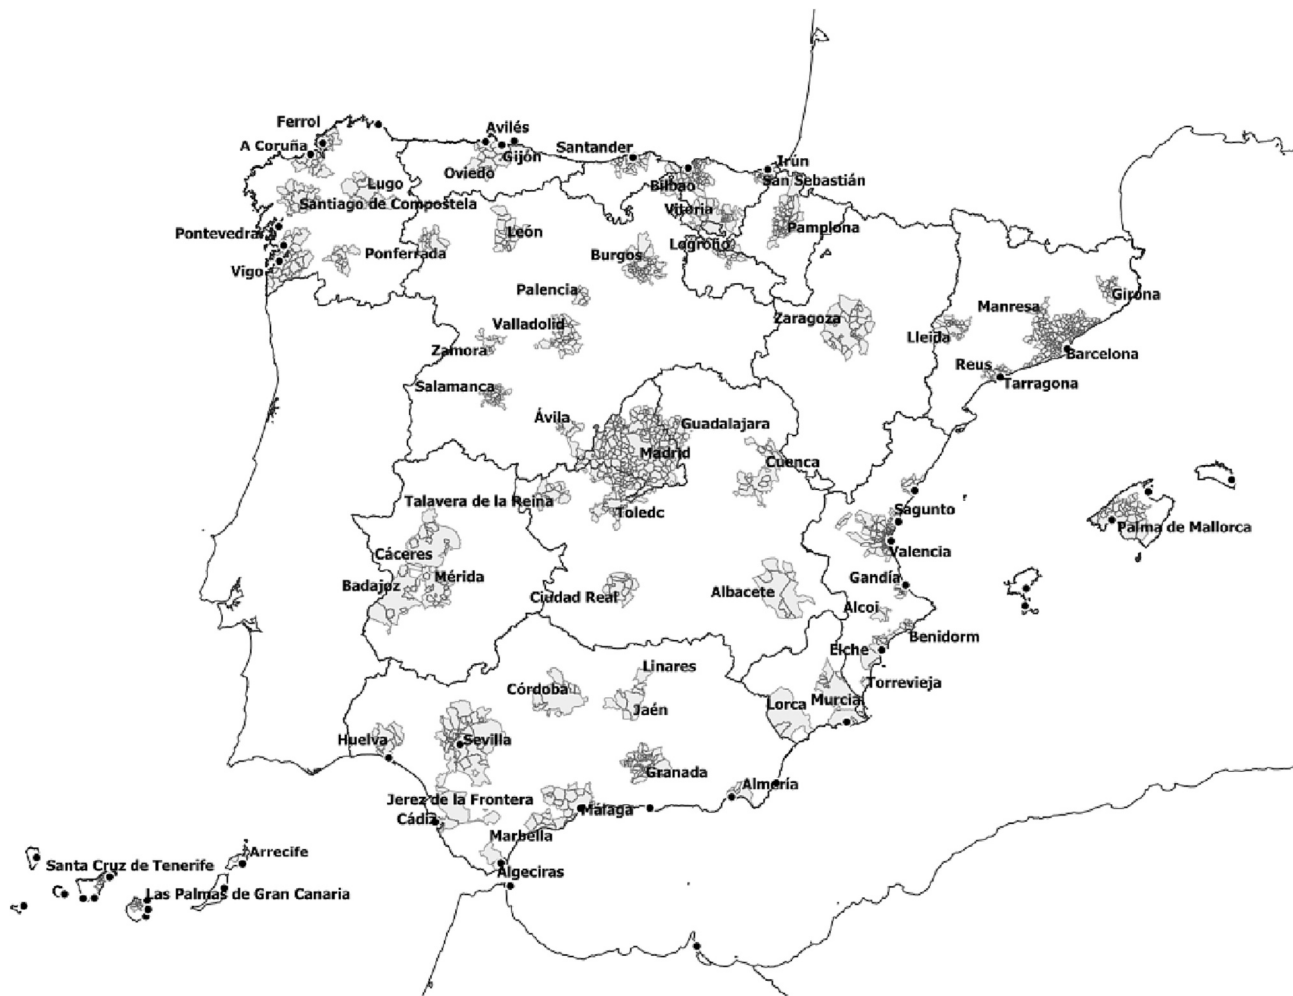 Ferrol
Avilés
A Coruña
Gijón
Santander
Irún
Oviedo
Bilbao
San Sebastián
Lugo
Santiago de Compostela
Vitoria
Pontevedra
León
Pamplona
Ponferrada
Burgos
Logroño
Vigo
Palencia
Girona
Manresa
Zaragoza
Valladolid
Lleida
Zamora
Barcelona
Reus
Tarragona
Salamanca
Ávila
Guadalajara
Madrid
Cuenca
Talavera de la Reina
Toledc
Sagunto
Palma de Mallorca
Cáceres
Valencia
Mérida
Badajoz
Gandía
Ciudad Real
Albacete
Alcoi
Benidorm
Elche
Linares
Torrevieja
Córdoba
Jaén
Lorca
Murcia
Huelva
Sevilla
Granada
Almería
Jerez de la Frontera
Málaga
Cádiz
Marbella
Arrecife
Santa Cruz de Tenerife
Algeciras
Las Palmas de Gran Canaria